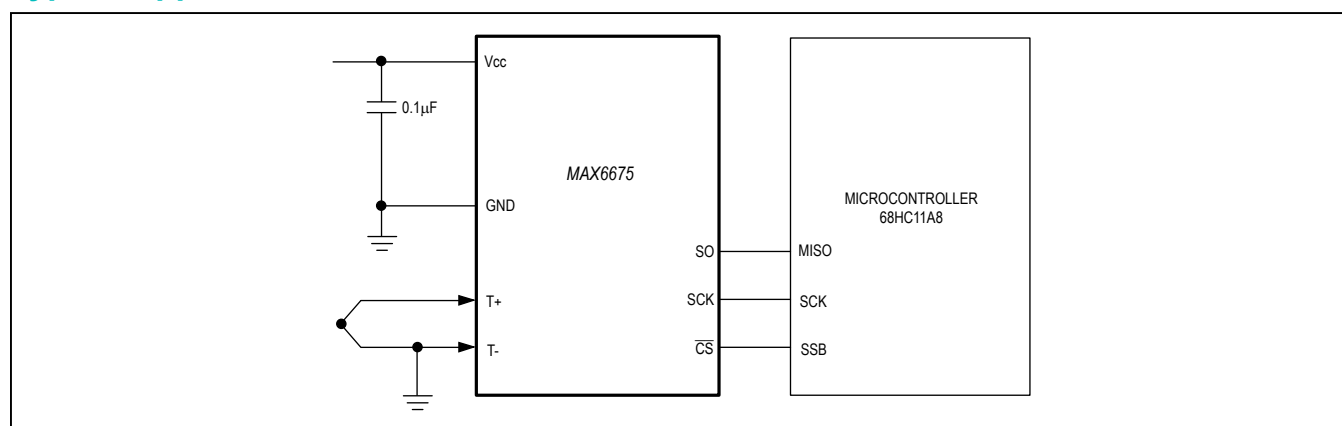 Vcc
0.1μF
MAX6675
GND
MICROCONTROLLER
68HC11A8
SO
MISO
T+
SCK
SCK
T-
CS
SSB